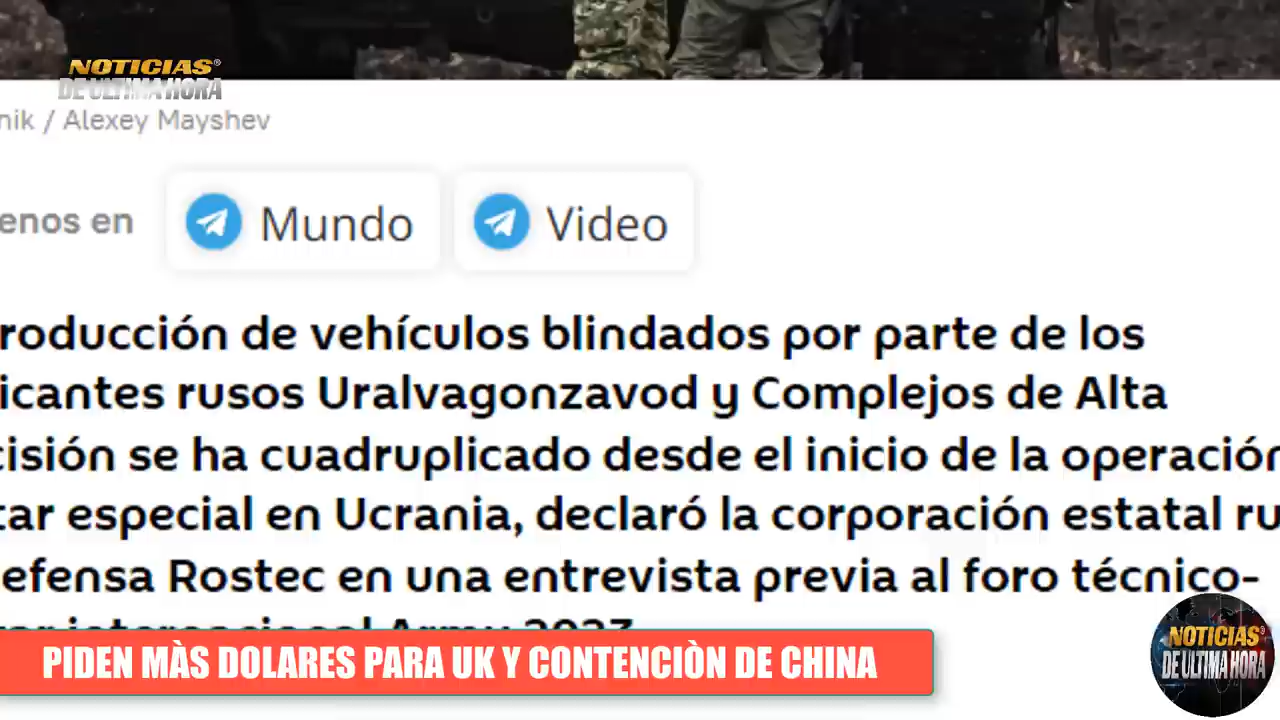 NOTICIAS®
DE ULTIMA HORA
nik / Alexey Mayshev
enos en
Mundo
Video
roducción de vehículos blindados por parte de los
icantes rusos Uralvagonzavod y Complejos de Alta
cisión se ha cuadruplicado desde el inicio de la operación
tar especial en Ucrania, declaró la corporación estatal ru
efensa Rostec en una entrevista previa al foro técnico-
internacional Army 2023
PIDEN MÀS DOLARES PARA UK Y CONTENCIÒN DE CHINA
NOTICIAS®
DE ULTIMA HORA